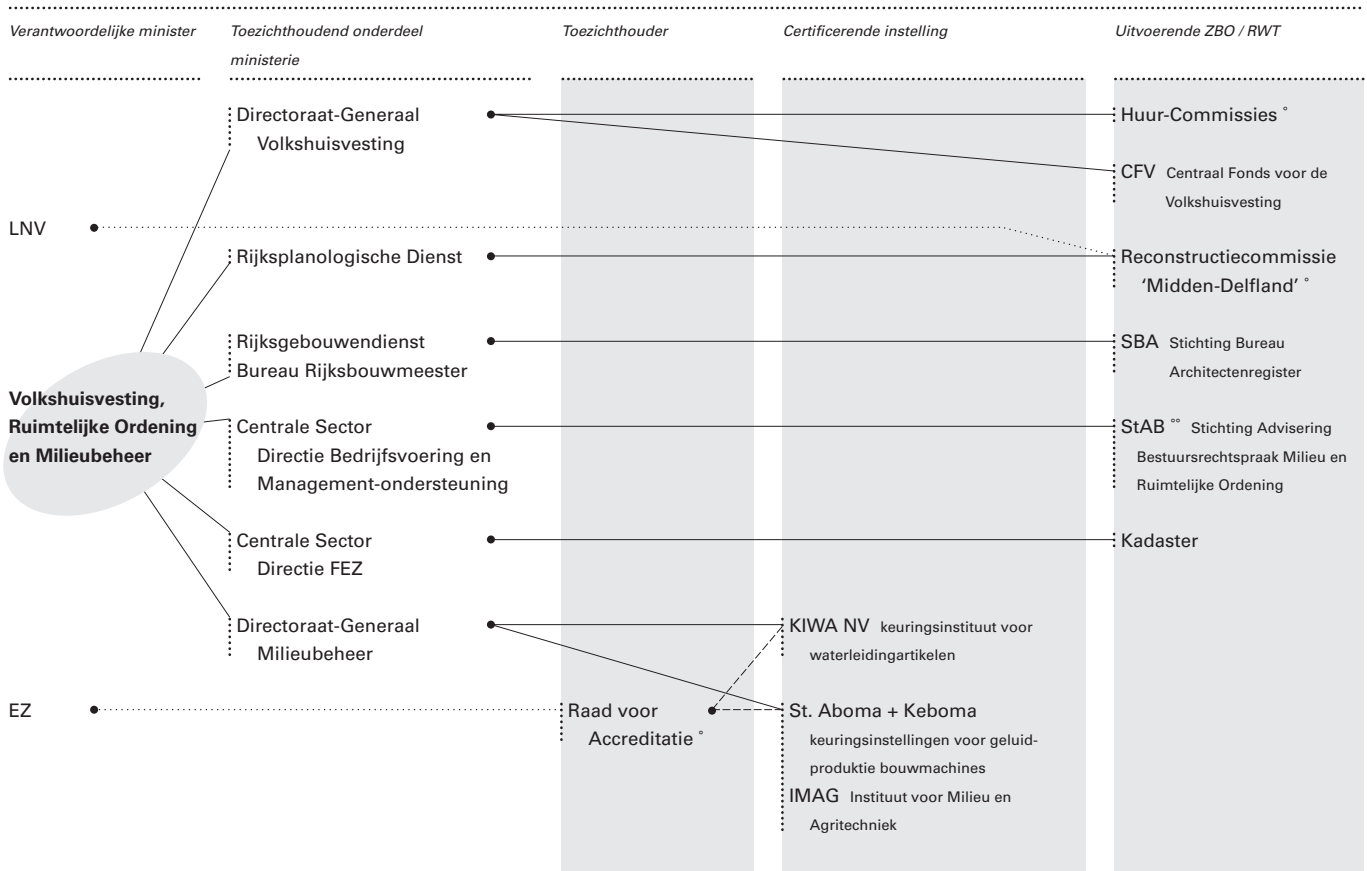 Verantwoordelijke minister
Toezichthoudend onderdeel
ministerie
Toezichthouder
Certificerende instelling
Uitvoerende ZBO / RWT
Directoraat-Generaal
Volkshuisvesting
Huur-Commissies °
CFV Centraal Fonds voor de
Volkshuisvesting
LNV
Rijksplanologische Dienst
Reconstructiecommissie
‘Midden-Delfland’ °
Rijksgebouwendienst
Bureau Rijksbouwmeester
SBA Stichting Bureau
Architectenregister
Volkshuisvesting,
Ruimtelijke Ordening
en Milieubeheer
Centrale Sector
Directie Bedrijfsvoering en
Management-ondersteuning
StAB °° Stichting Advisering
Bestuursrechtspraak Milieu en
Ruimtelijke Ordening
Centrale Sector
Directie FEZ
Kadaster
Directoraat-Generaal
Milieubeheer
KIWA NV keuringsinstituut voor
waterleidingartikelen
EZ
Raad voor
Accreditatie °
St. Aboma + Keboma
keuringsinstellingen voor geluid-
produktie bouwmachines
IMAG Instituut voor Milieu en
Agritechniek